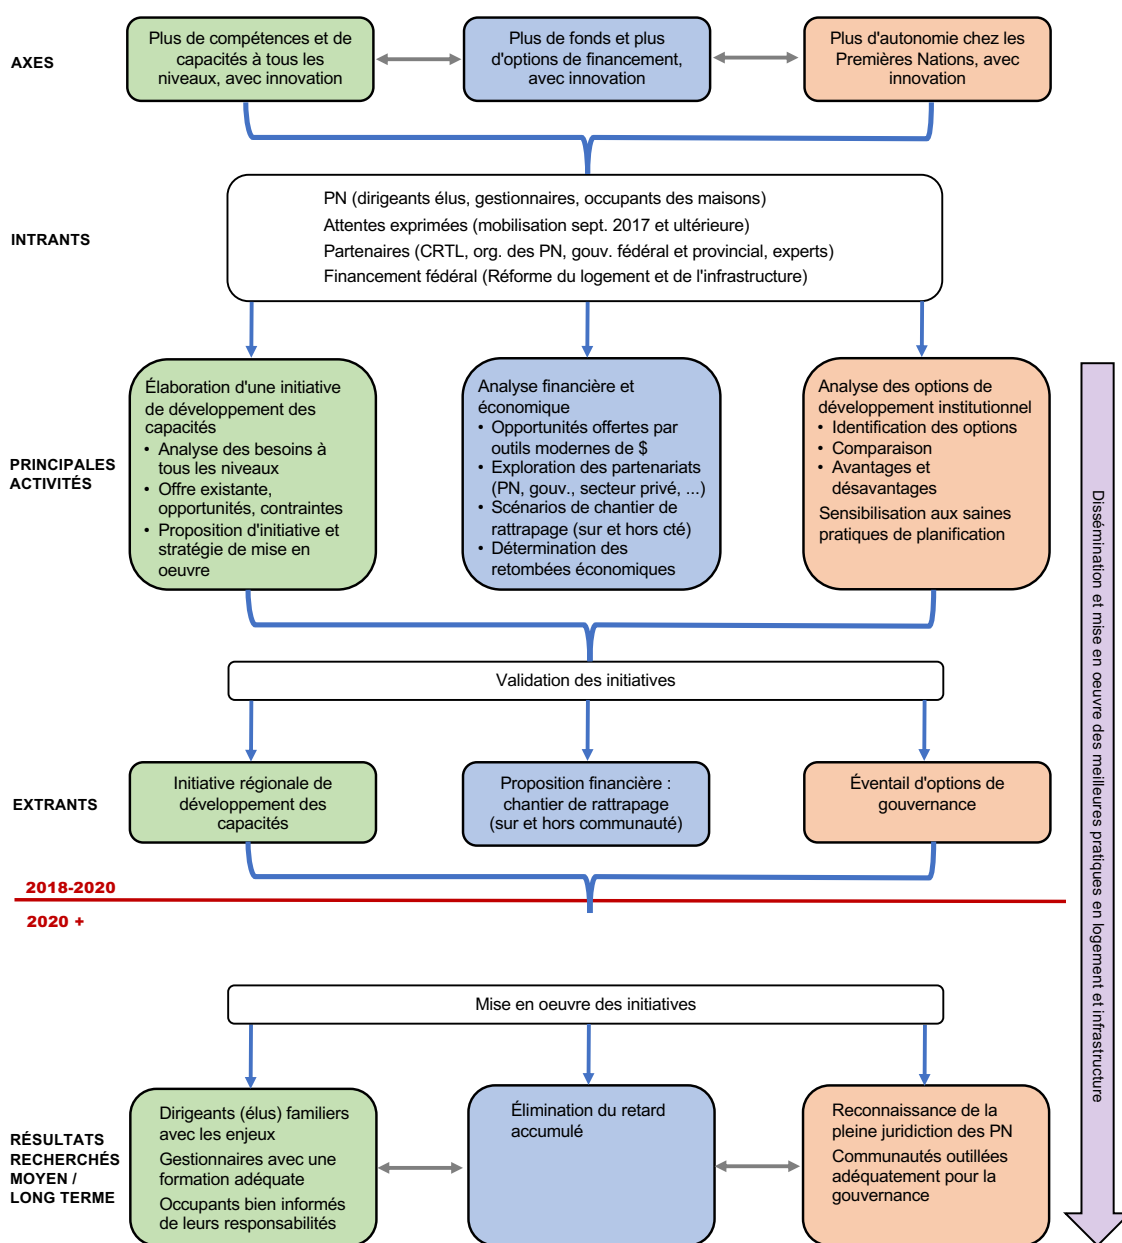 AXES
Plus de compétences et de
capacités à tous les
niveaux, avec innovation
Plus de fonds et plus
d'options de financement,
avec innovation
Plus d'autonomie chez les
Premières Nations, avec
innovation
INTRANTS
PN (dirigeants élus, gestionnaires, occupants des maisons)
Attentes exprimées (mobilisation sept. 2017 et ultérieure)
Partenaires (CRTL, org. des PN, gouv. fédéral et provincial, experts)
Financement fédéral (Réforme du logement et de l'infrastructure)
PRINCIPALES
ACTIVITÉS
Élaboration d'une initiative
de développement des
capacités
• Analyse des besoins à
tous les niveaux
• Offre existante,
opportunités, contraintes
• Proposition d'initiative et
stratégie de mise en
oeuvre
Analyse financière et
économique
• Opportunités offertes par
outils modernes de $
• Exploration des partenariats
(PN, gouv., secteur privé, ...)
• Scénarios de chantier de
rattrapage (sur et hors cté)
• Détermination des
retombées économiques
Analyse des options de
développement institutionnel
• Identification des options
• Comparaison
• Avantages et
désavantages
Sensibilisation aux saines
pratiques de planification
Validation des initiatives
EXTRANTS
Initiative régionale de
développement des
capacités
Proposition financière :
chantier de rattrapage
(sur et hors communauté)
Éventail d'options de
gouvernance
2018-2020
2020 +
Mise en oeuvre des initiatives
RÉSULTATS
RECHERCHÉS
MOYEN /
LONG TERME
Dirigeants (élus) familiers
avec les enjeux
Gestionnaires avec une
formation adéquate
Occupants bien informés
de leurs responsabilités
Élimination du retard
accumulé
Reconnaissance de la
pleine juridiction des PN
Communautés outillées
adéquatement pour la
gouvernance
Dissémination et mise en oeuvre des meilleures pratiques en logement et infrastructure